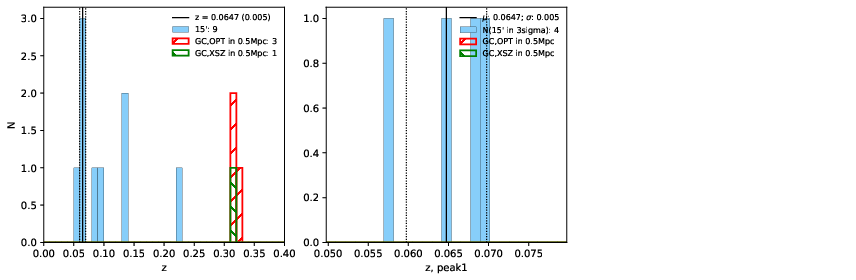 z = 0.0647 (0.005)
15': 9
GC,OPT in 0.5Mpc: 3
GC,XSZ in 0.5Mpc: 1
3.0
2.5
2.0
1.5
1.0
0.5
0.0
N
0.00 0.05 0.10 0.15 0.20 0.25 0.30 0.35 0.40
z
μ: 0.0647; σ: 0.005
N(15' in 3sigma): 4
GC,OPT in 0.5Mpc
GC,XSZ in 0.5Mpc
1.0
0.8
0.6
0.4
0.2
0.0
0.050 0.055 0.060 0.065 0.070 0.075
z, peak1